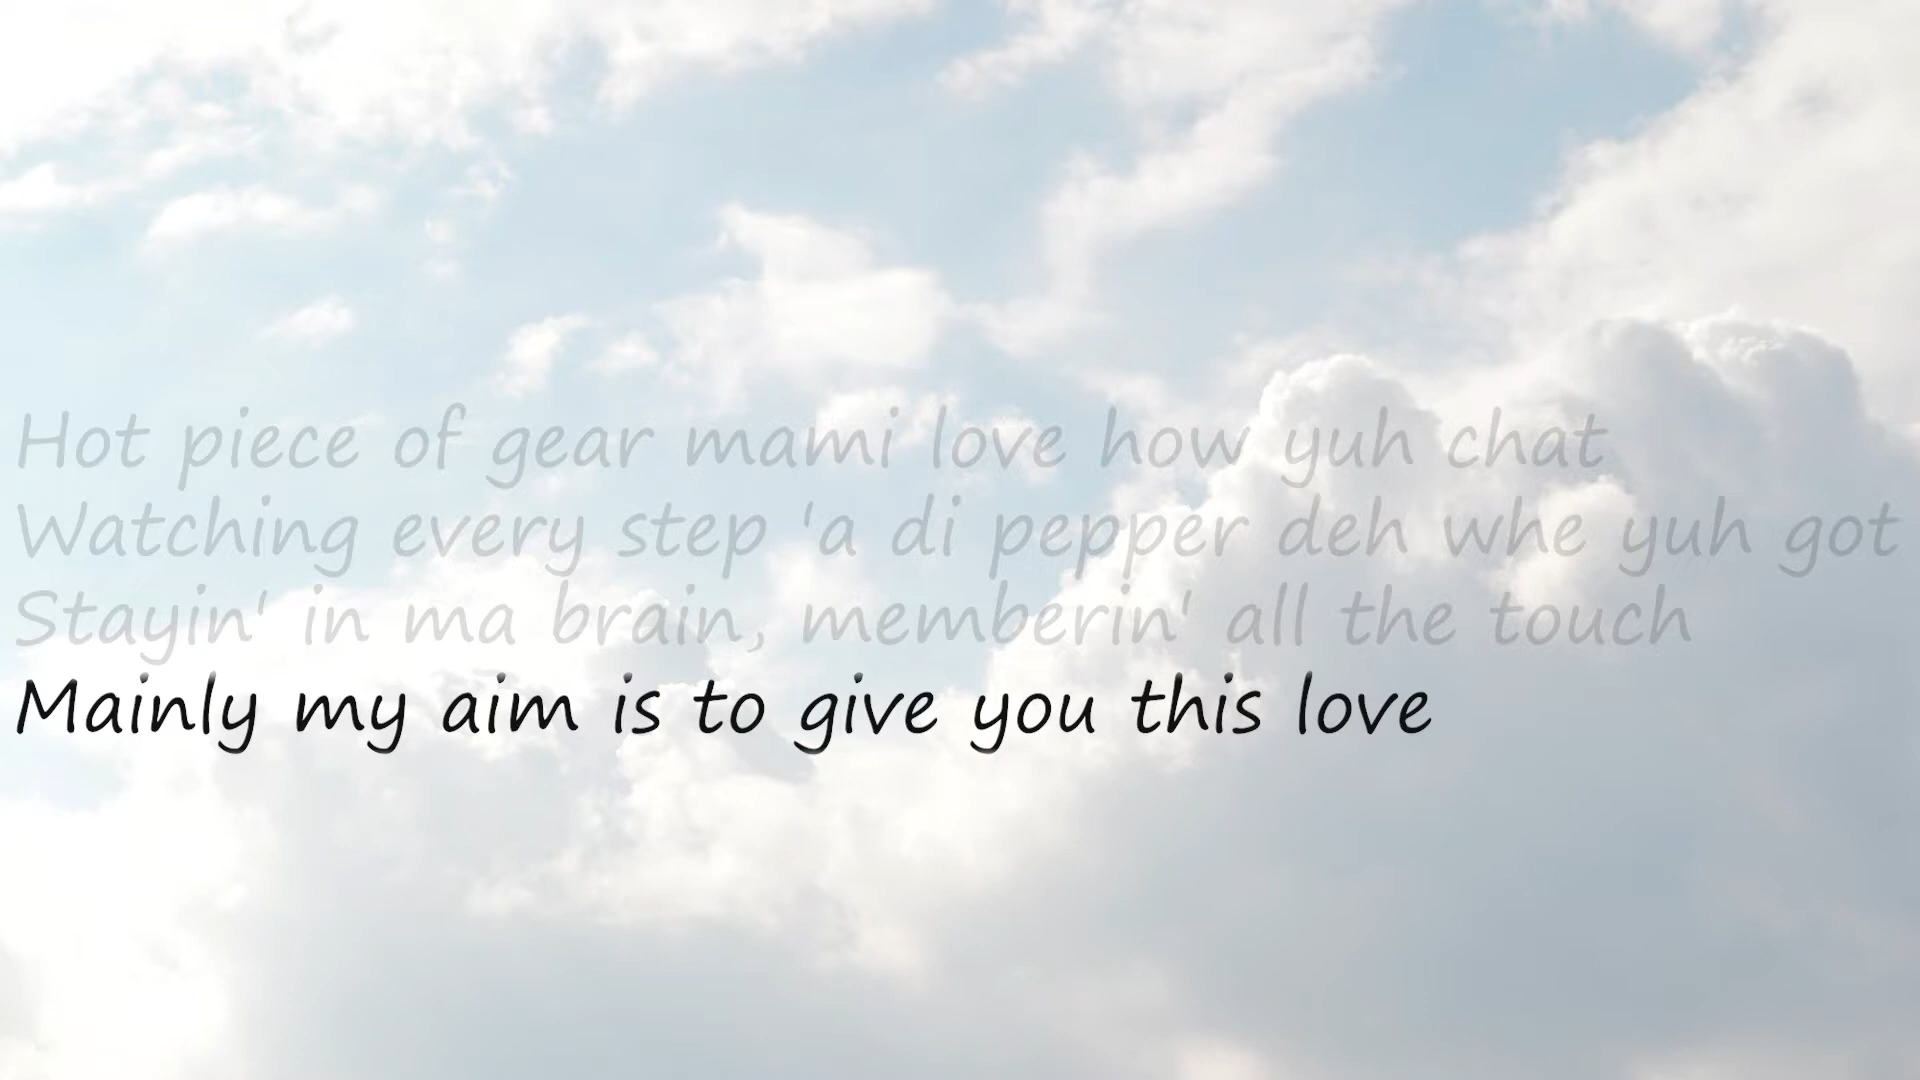 Hot piece of gear mami love how yuh chat
Watching every step 'a di pepper deh whe yuh got
Stayin' in ma brain, memberin' all the touch
Mainly my aim is to give you this love